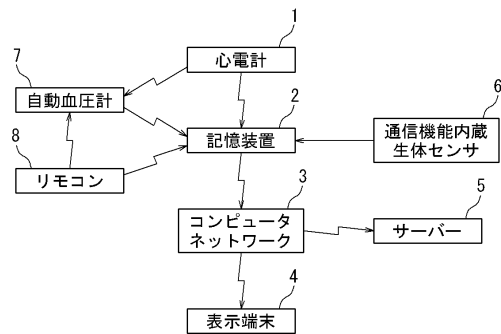 1
心電計
7
自動血圧計
2
記憶装置
6
通信機能内蔵
生体センサ
8
リモコン
3
コンピュータ
ネットワーク
5
サーバー
4
表示端末